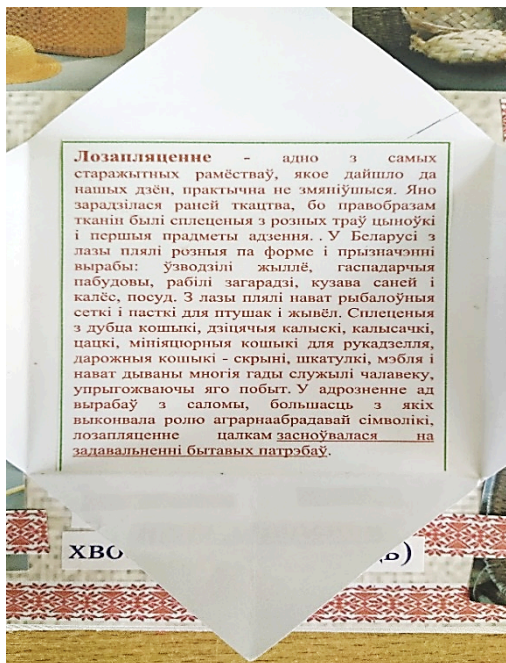 Лозапляценне - адно з самых
старажытных рамёстваў, якое дайшло да
нашых дзён, практычна не змяніўшыся. Яно
зарадзілася раней ткацтва, бо правобразам
тканін былі сплеценыя з розных траў цыноўкі
і першыя прадметы адзення. . У Беларусі з
лазы плялі розныя па форме і прызначэнні
вырабы: ўзводзілі жыллё, гаспадарчыя
пабудовы, рабілі загарадзі, кузава саней і
калёс, посуд. З лазы плялі нават рыбалоўныя
сеткі і пасткі для птушак і жывёл. Сплеценыя
з дубца кошыкі, дзіцячыя калыскі, калысачкі,
цацкі, мініяцюрныя кошыкі для рукадзелля,
дарожныя кошыкі - скрыні, шкатулкі, мэбля і
нават дываны многія гады служылі чалавеку,
упрыгожваючы яго побыт. У адрозненне ад
вырабаў з саломы, большасць з якіх
выконвала ролю аграрнаабрадавай сімволікі,
лозапляценне цалкам засноўвалася на
задавальненні бытавых патрэбаў.